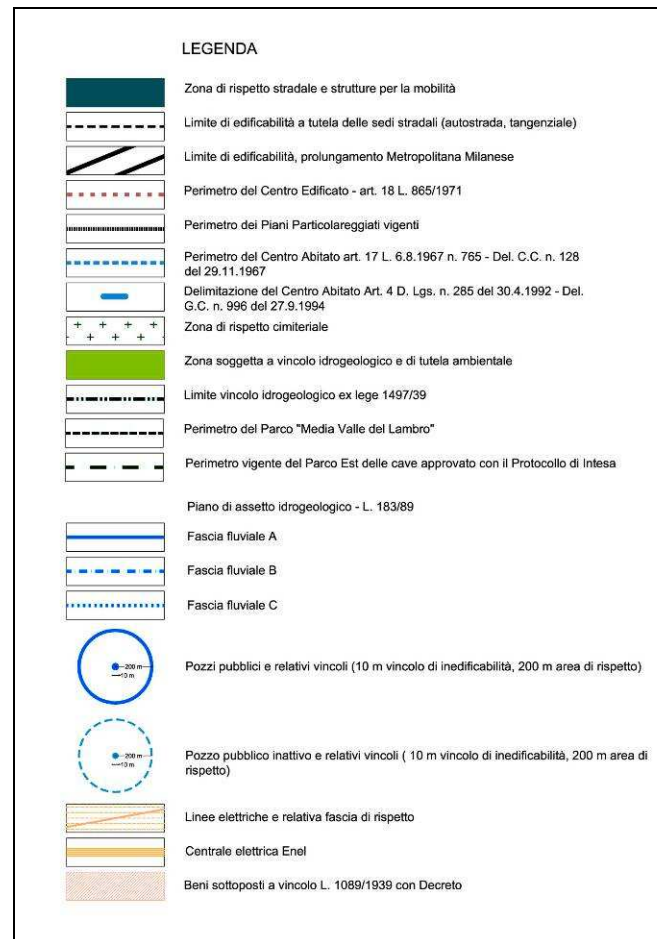 LEGENDA
Zona di rispetto stradale e strutture per la mobilità
Limite di edificabilità a tutela delle sedi stradali (autostrada, tangenziale)
Limite di edificabilità, prolungamento Metropolitana Milanese
Perimetro del Centro Edificato - art. 18 L. 865/1971
Perimetro dei Piani Particolareggiati vigenti
Perimetro del Centro Abitato art. 17 L. 6.8.1967 n. 765 - Del. C.C. n. 128
del 29.11.1967
Delimitazione del Centro Abitato Art. 4 D. Lgs. n. 285 del 30.4.1992 - Del.
G.C. n. 996 del 27.9.1994
Zona di rispetto cimiteriale
Zona soggetta a vincolo idrogeologico e di tutela ambientale
Limite vincolo idrogeologico ex lege 1497/39
Perimetro del Parco "Media Valle del Lambro"
Perimetro vigente del Parco Est delle cave approvato con il Protocollo di Intesa
Piano di assetto idrogeologico - L. 183/89
Fascia fluviale A
Fascia fluviale B
Fascia fluviale C
200 m
13 m
Pozzi pubblici e relativi vincoli (10 m vincolo di inedificabilità, 200 m area di rispetto)
200 m
13 m
Pozzo pubblico inattivo e relativi vincoli ( 10 m vincolo di inedificabilità, 200 m area di
rispetto)
Linee elettriche e relativa fascia di rispetto
Centrale elettrica Enel
Beni sottoposti a vincolo L. 1089/1939 con Decreto